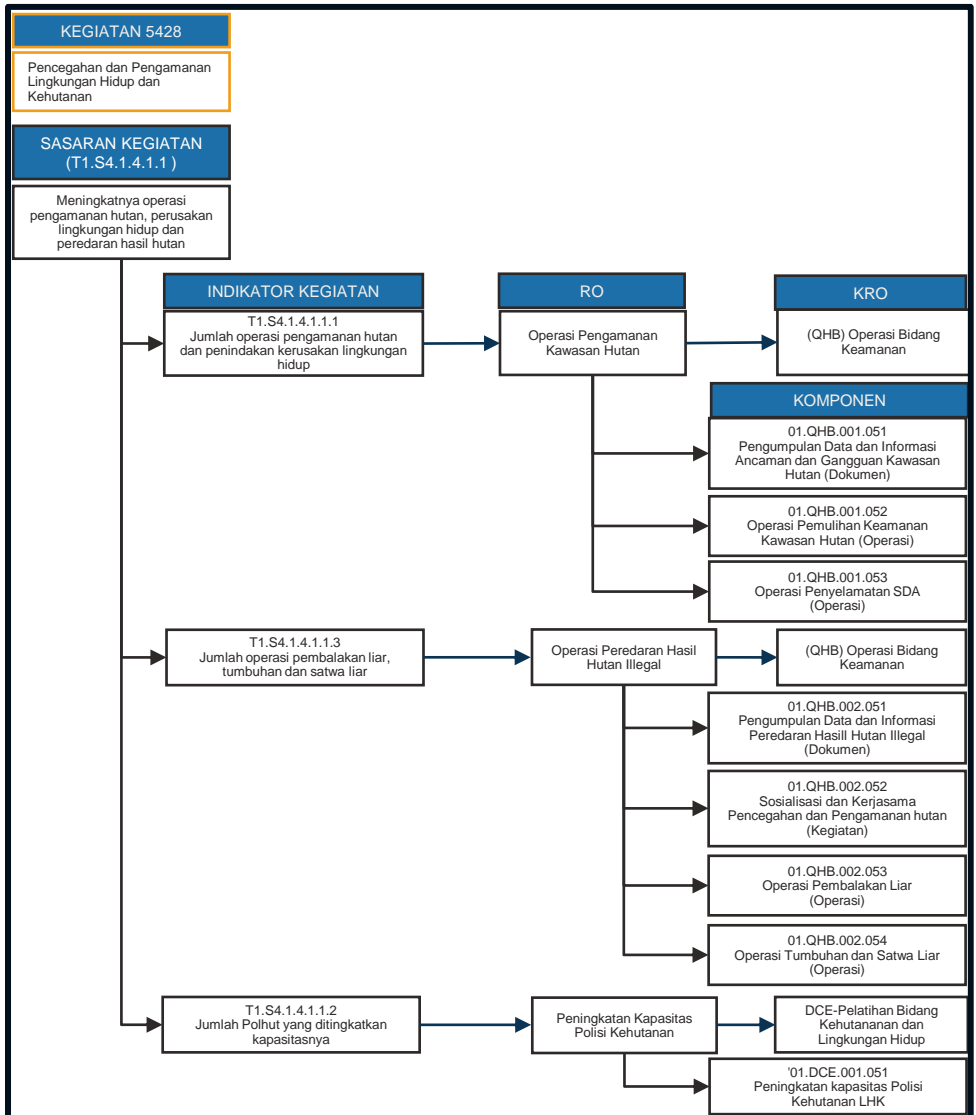 KEGIATAN 5428
Pencegahan dan Pengamanan
Lingkungan Hidup dan
Kehutanan
SASARAN KEGIATAN
(T1.S4.1.4.1.1 )
Meningkatnya operasi
pengamanan hutan, perusakan
lingkungan hidup dan
peredaran hasil hutan
INDIKATOR KEGIATAN
RO
KRO
T1.S4.1.4.1.1.1
Jumlah operasi pengamanan hutan
dan penindakan kerusakan lingkungan
hidup
Operasi Pengamanan
Kawasan Hutan
(QHB) Operasi Bidang
Keamanan
KOMPONEN
01.QHB.001.051
Pengumpulan Data dan Informasi
Ancaman dan Gangguan Kawasan
Hutan (Dokumen)
01.QHB.001.052
Operasi Pemulihan Keamanan
Kawasan Hutan (Operasi)
01.QHB.001.053
Operasi Penyelamatan SDA
(Operasi)
T1.S4.1.4.1.1.3
Jumlah operasi pembalakan liar,
tumbuhan dan satwa liar
Operasi Peredaran Hasil
Hutan Illegal
(QHB) Operasi Bidang
Keamanan
01.QHB.002.051
Pengumpulan Data dan Informasi
Peredaran Hasill Hutan Illegal
(Dokumen)
01.QHB.002.052
Sosialisasi dan Kerjasama
Pencegahan dan Pengamanan hutan
(Kegiatan)
01.QHB.002.053
Operasi Pembalakan Liar
(Operasi)
01.QHB.002.054
Operasi Tumbuhan dan Satwa Liar
(Operasi)
T1.S4.1.4.1.1.2
Jumlah Polhut yang ditingkatkan
kapasitasnya
Peningkatan Kapasitas
Polisi Kehutanan
DCE-Pelatihan Bidang
Kehutananan dan
Lingkungan Hidup
'01.DCE.001.051
Peningkatan kapasitas Polisi
Kehutanan LHK